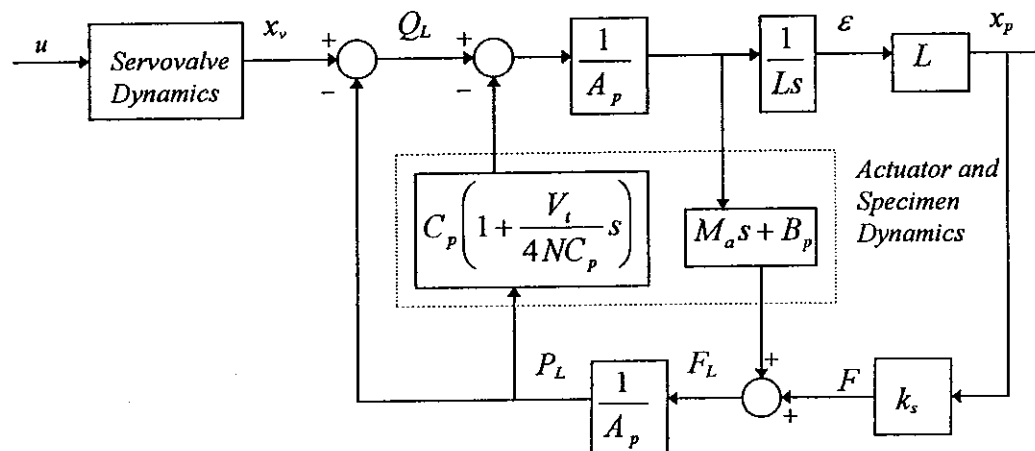 u
Servovalve
Dynamics
x_v
+
−
Q_L
+
−
1
A_p
1
Ls
ε
L
x_p
C_p(1 + V_t/4NC_p s)
M_a s + B_p
Actuator and
Specimen
Dynamics
P_L
1
A_p
F_L
+
+
F
k_s